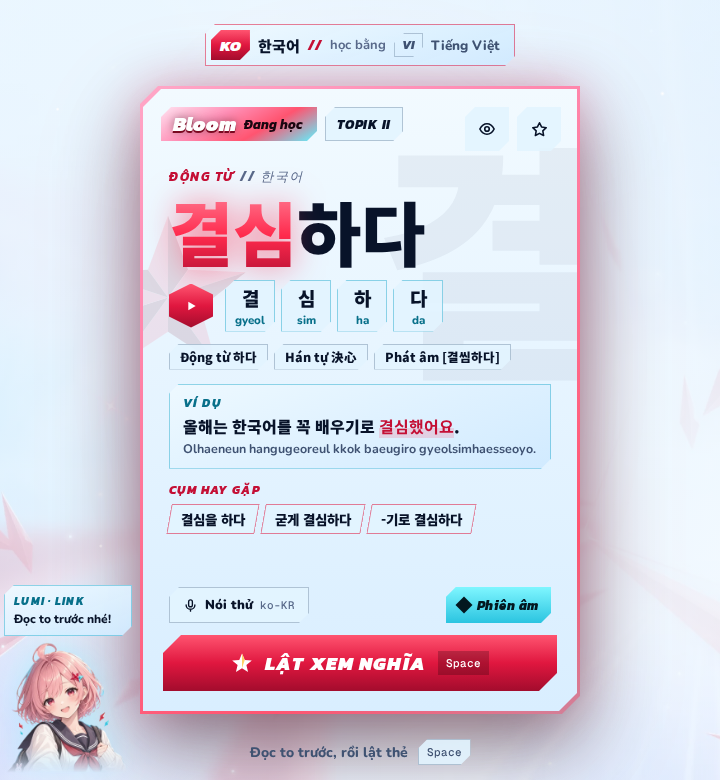 KO 한국어 // học bằng VI Tiếng Việt
Bloom Đang học TOPIK II
ĐỘNG TỪ // 한국어
결심하다
결
gyeol
심
sim
하
ha
다
da
Động từ 하다 Hán tự 決心 Phát âm [결씸하다]
VÍ DỤ
올해는 한국어를 꼭 배우기로 결심했어요.
Olhaeneun hangugeoreul kkok baeugiro gyeolsimhaesseoyo.
CỤM HAY GẶP
결심을 하다 굳게 결심하다 -기로 결심하다
Nói thử ko-KR Phiên âm
LUMI · LINK
Đọc to trước nhé!
LẬT XEM NGHĨA Space
Đọc to trước, rồi lật thẻ Space